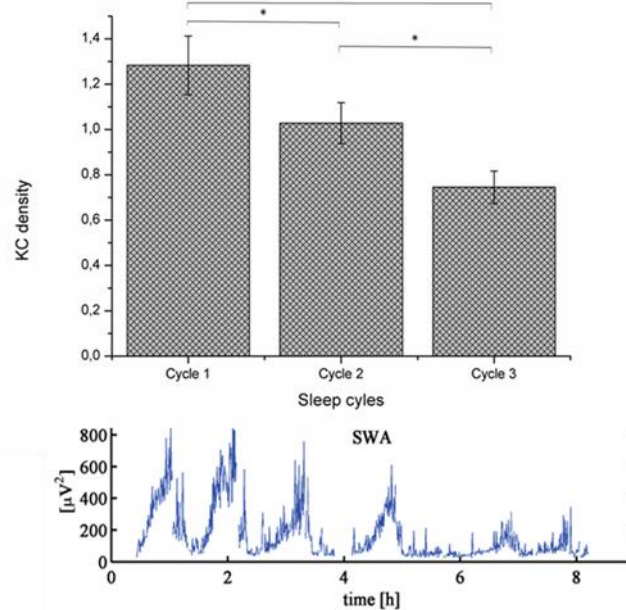 *
*
1,4
1,2
1,0
0,8
0,6
0,4
0,2
0,0
KC density
Cycle 1 Cycle 2 Cycle 3
Sleep cyles
SWA
800
600
400
200
0
[µV²]
0 2 4 6 8
time [h]